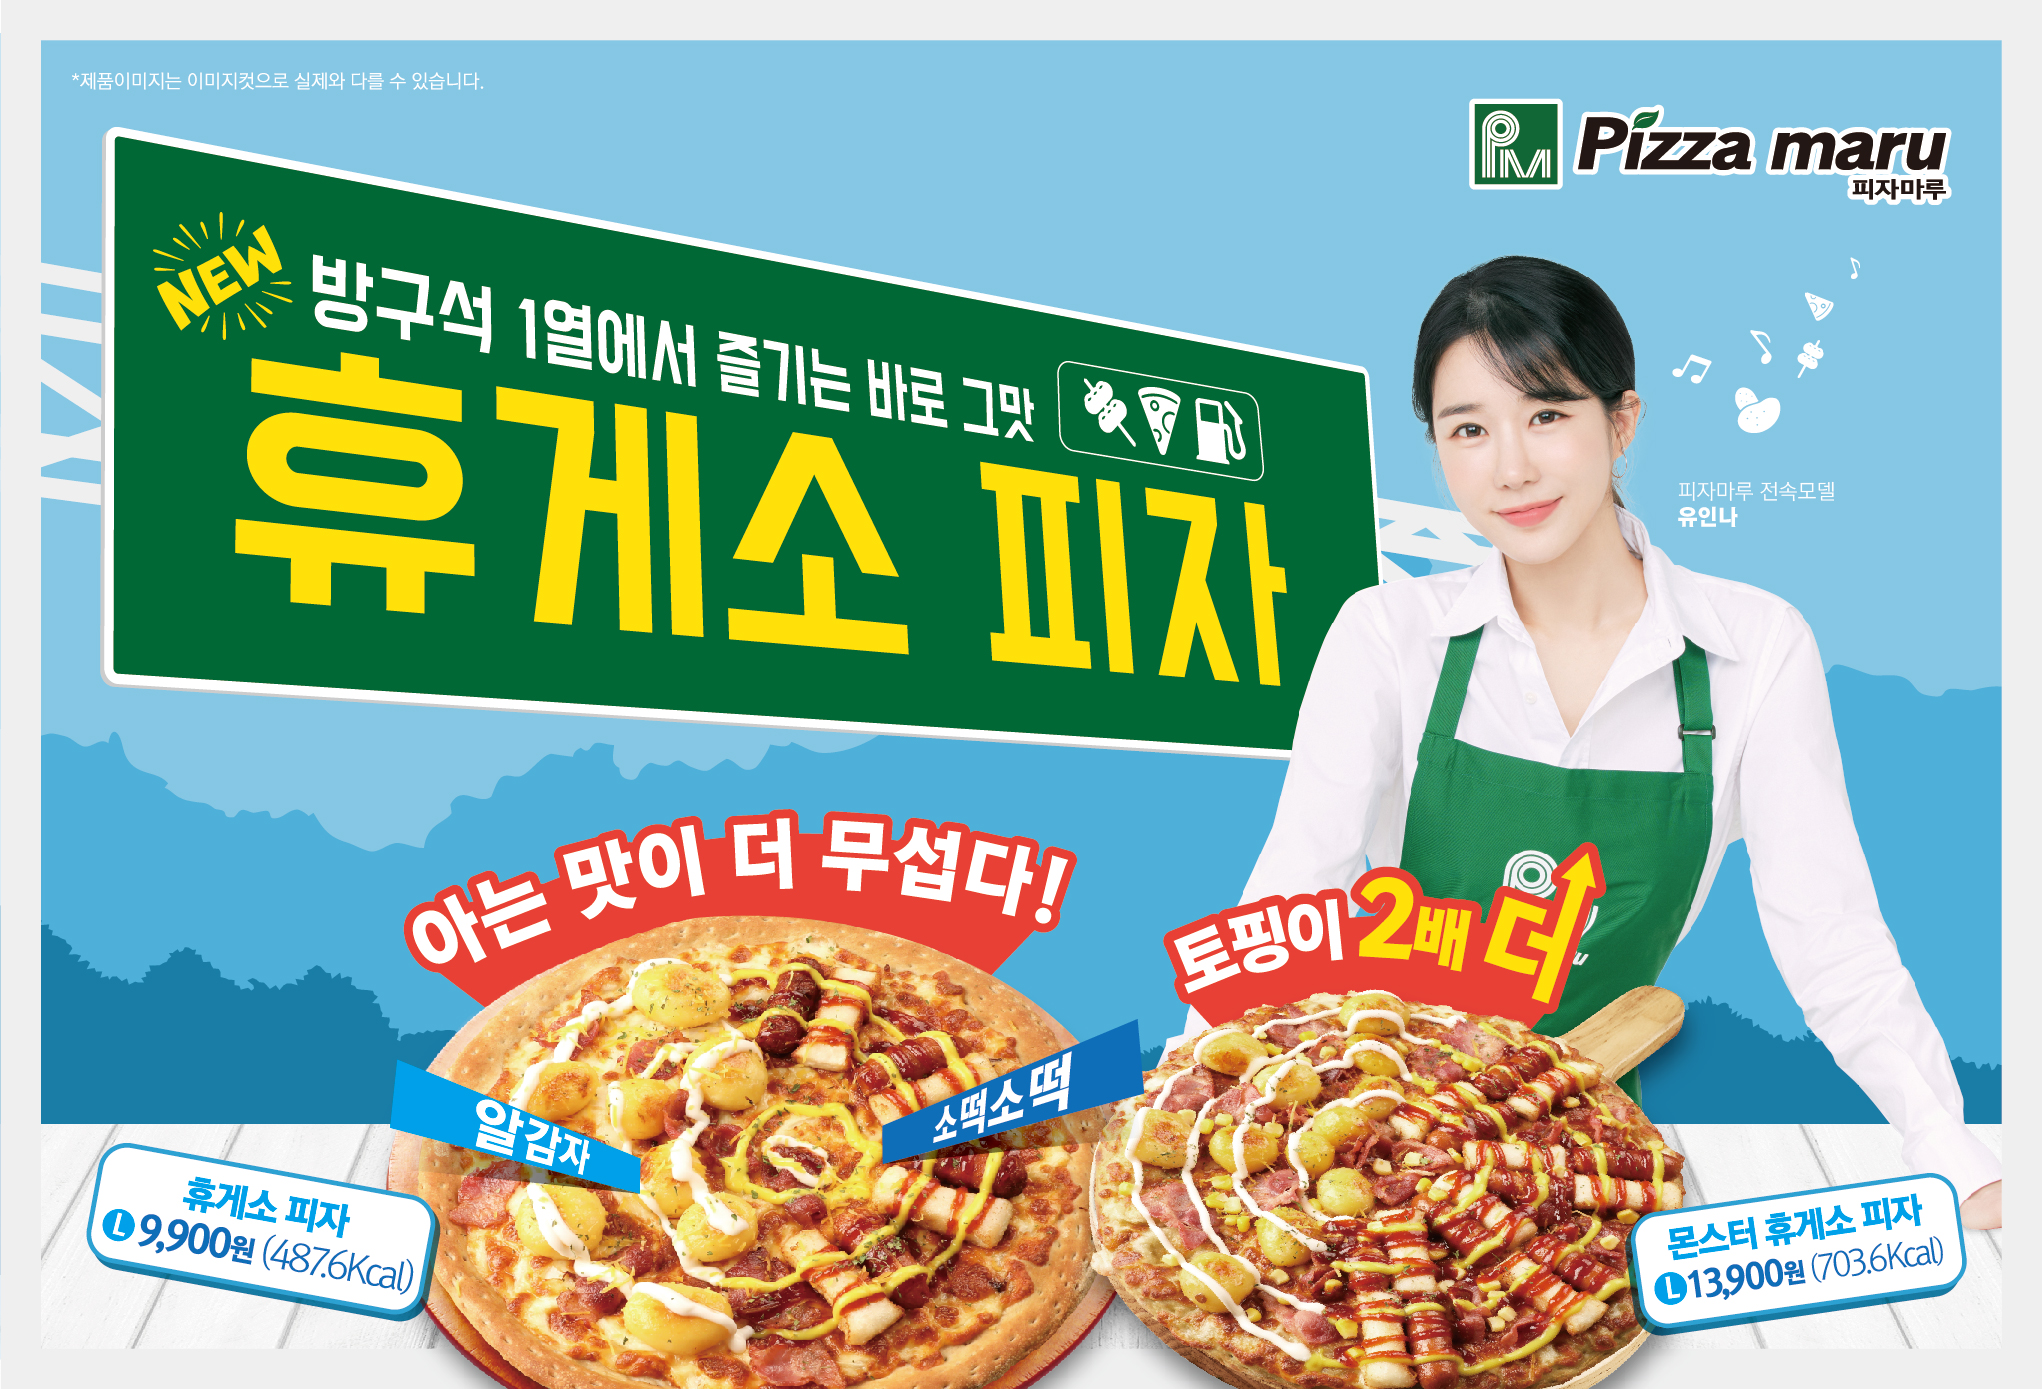 *제품이미지는 이미지컷으로 실제와 다를 수 있습니다.
PM Pizza maru
피자마루
NEW 방구석 1열에서 즐기는 바로 그맛
휴게소 피자
피자마루 전속모델
유인나
아는 맛이 더 무섭다!
토핑이 2배 더
알감자
소떡소떡
휴게소 피자
L 9,900원 (487.6Kcal)
몬스터 휴게소 피자
L 13,900원 (703.6Kcal)